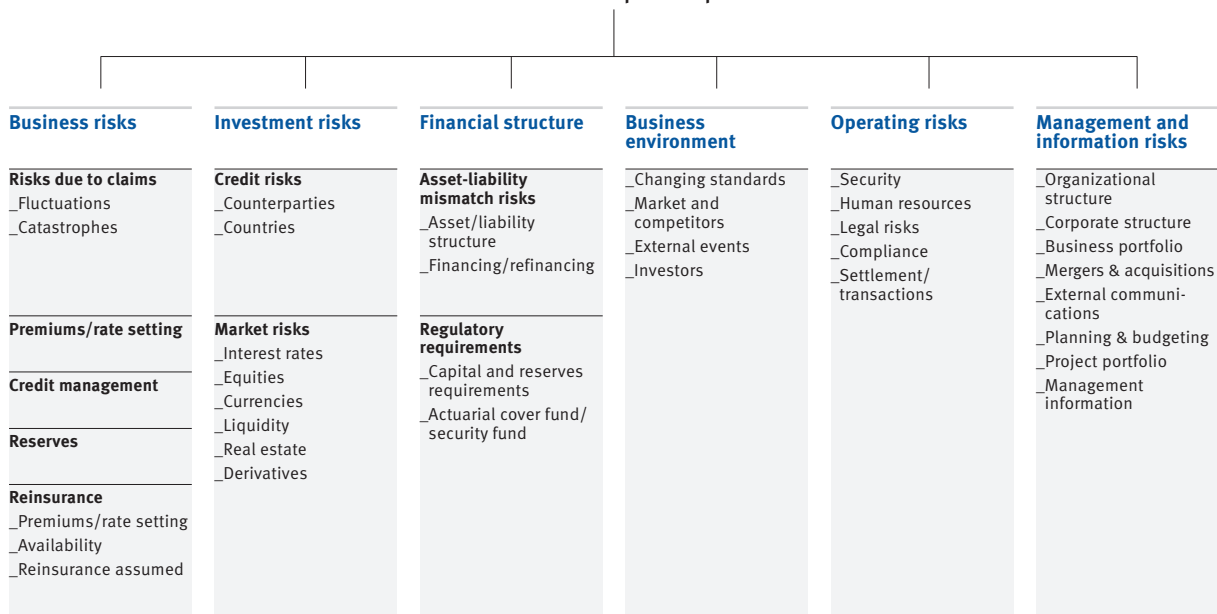 Business risks
Risks due to claims
_Fluctuations
_Catastrophes
Premiums/rate setting
Credit management
Reserves
Reinsurance
_Premiums/rate setting
_Availability
_Reinsurance assumed
Investment risks
Credit risks
_Counterparties
_Countries
Market risks
_Interest rates
_Equities
_Currencies
_Liquidity
_Real estate
_Derivatives
Financial structure
Asset-liability
mismatch risks
_Asset/liability
structure
_Financing/refinancing
Regulatory
requirements
_Capital and reserves
requirements
_Actuarial cover fund/
security fund
Business
environment
_Changing standards
_Market and
competitors
_External events
_Investors
Operating risks
_Security
_Human resources
_Legal risks
_Compliance
_Settlement/
transactions
Management and
information risks
_Organizational
structure
_Corporate structure
_Business portfolio
_Mergers & acquisitions
_External communi-
cations
_Planning & budgeting
_Project portfolio
_Management
information